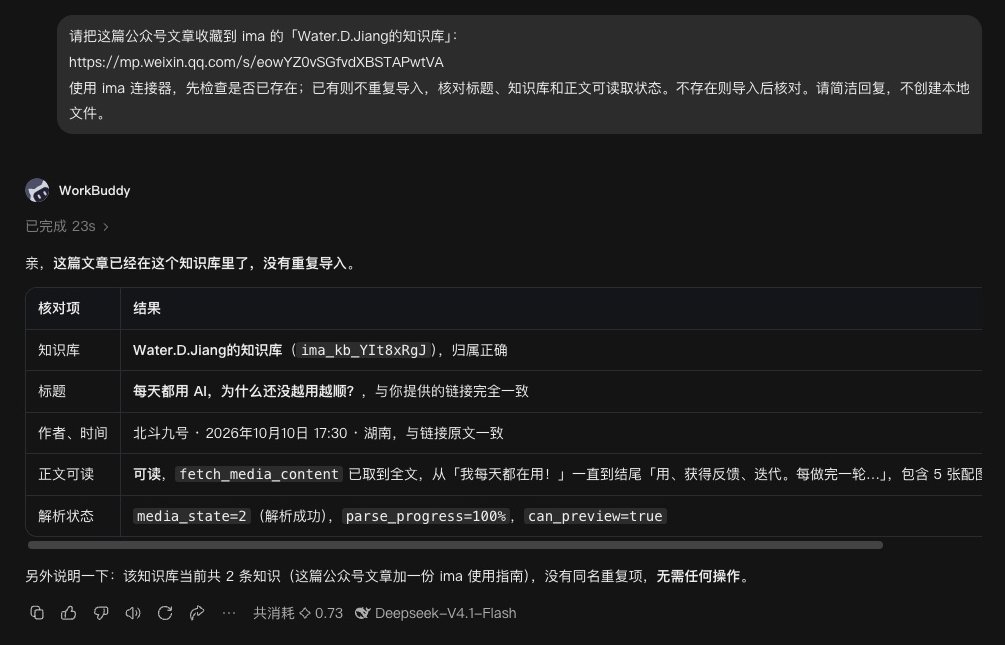 请把这篇公众号文章收藏到 ima 的「Water.D.Jiang的知识库」：
https://mp.weixin.qq.com/s/eowYZ0vSGfvdXBSTAPwtVA
使用 ima 连接器，先检查是否已存在；已有则不重复导入，核对标题、知识库和正文可读取状态。不存在则导入后核对。请简洁回复，不创建本地
文件。
WorkBuddy
已完成 23s
亲，这篇文章已经在这个知识库里了，没有重复导入。
核对项 结果
知识库 Water.D.Jiang的知识库（ima_kb_YIt8xRgJ），归属正确
标题 每天都用 AI，为什么还没越用越顺？，与你提供的链接完全一致
作者、时间 北斗九号 · 2026年10月10日 17:30 · 湖南，与链接原文一致
正文可读 可读，fetch_media_content 已取到全文，从「我每天都在用！」一直到结尾「用、获得反馈、迭代。每做完一轮…」，包含 5 张配图
解析状态 media_state=2（解析成功），parse_progress=100%，can_preview=true
另外说明一下：该知识库当前共 2 条知识（这篇公众号文章加一份 ima 使用指南），没有同名重复项，无需任何操作。
共消耗 0.73 Deepseek-V4.1-Flash